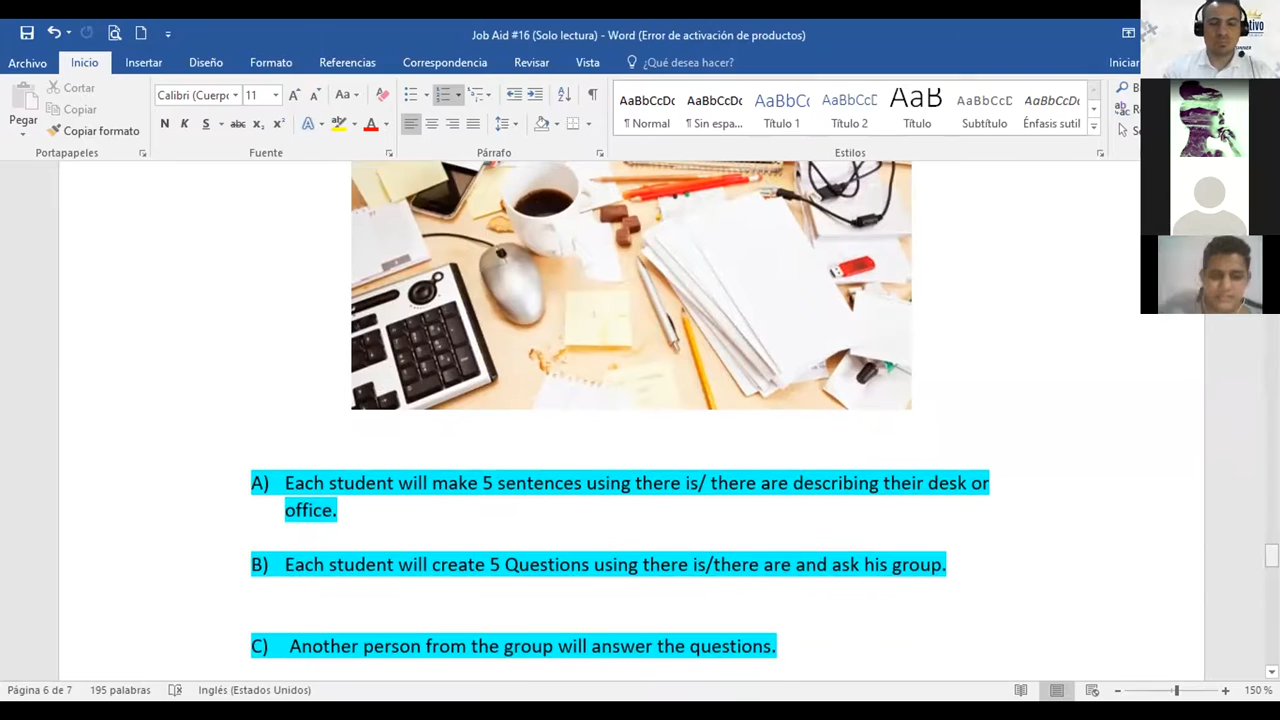 Job Aid #16 (Solo lectura) - Word (Error de activación de productos)
Archivo Inicio Insertar Diseño Formato Referencias Correspondencia Revisar Vista ¿Qué desea hacer? Iniciar
Cortar
Copiar
Copiar formato
Pegar
Calibri (Cuerpo 11
Aa
N K S abc x₂ x² A A
AaBbCcDc AaBbCcDc AaBbCc AaBbCcD AaB AaBbCcD AaBbCcDc
¶ Normal ¶ Sin espa... Título 1 Título 2 Título Subtítulo Énfasis sutil
Portapapeles Fuente Párrafo Estilos
A) Each student will make 5 sentences using there is/ there are describing their desk or
office.
B) Each student will create 5 Questions using there is/there are and ask his group.
C) Another person from the group will answer the questions.
Página 6 de 7 195 palabras Inglés (Estados Unidos) 150 %